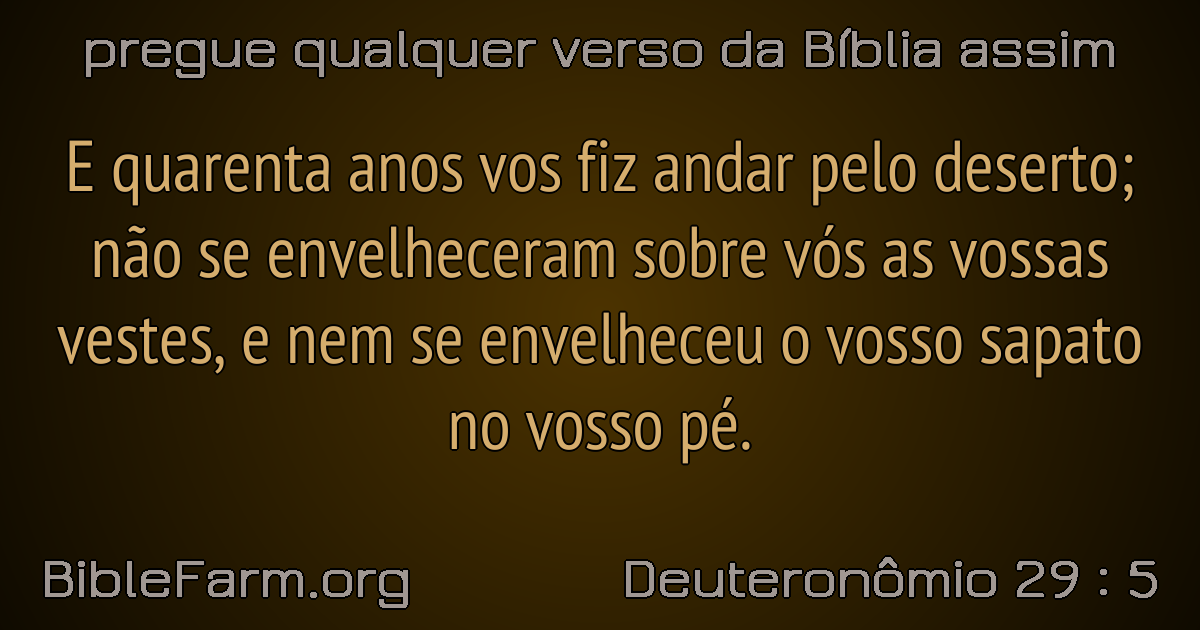 pregue qualquer verso da Bíblia assim
E quarenta anos vos fiz andar pelo deserto;
não se envelheceram sobre vós as vossas
vestes, e nem se envelheceu o vosso sapato
no vosso pé.
BibleFarm.org
Deuteronômio 29 : 5